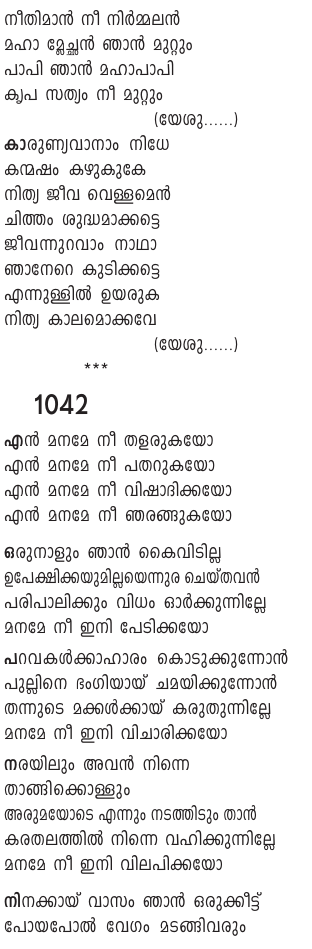 നീതിമാൻ നീ നിർമ്മലൻ
മഹാ മ്ലേച്ഛൻ ഞാൻ മുറ്റും
പാപി ഞാൻ മഹാപാപി
കൃപ സത്യം നീ മുറ്റും
(യേശു......)
കാരുണ്യവാനാം നിധേ
കന്മഷം കഴുകുകേ
നിത്യ ജീവ വെള്ളമെൻ
ചിത്തം ശുദ്ധമാക്കട്ടെ
ജീവന്നുറവാം നാഥാ
ഞാനേറെ കുടിക്കട്ടെ
എന്നുള്ളിൽ ഉയരുക
നിത്യ കാലമൊക്കവേ
(യേശു......)
***
1042
എൻ മനമേ നീ തളരുകയോ
എൻ മനമേ നീ പതറുകയോ
എൻ മനമേ നീ വിഷാദിക്കയോ
എൻ മനമേ നീ ഞരങ്ങുകയോ
ഒരുനാളും ഞാൻ കൈവിടില്ല
ഉപേക്ഷിക്കയുമില്ലയെന്നുര ചെയ്തവൻ
പരിപാലിക്കും വിധം ഓർക്കുന്നില്ലേ
മനമേ നീ ഇനി പേടിക്കയോ
പറവകൾക്കാഹാരം കൊടുക്കുന്നോൻ
പുല്ലിനെ ഭംഗിയായ് ചമയിക്കുന്നോൻ
തന്നുടെ മക്കൾക്കായ് കരുതുന്നില്ലേ
മനമേ നീ ഇനി വിചാരിക്കയോ
നരയിലും അവൻ നിന്നെ
താങ്ങിക്കൊള്ളും
അരുമയോടെ എന്നും നടത്തിടും താൻ
കരതലത്തിൽ നിന്നെ വഹിക്കുന്നില്ലേ
മനമേ നീ ഇനി വിലപിക്കയോ
നിനക്കായ് വാസം ഞാൻ ഒരുക്കീട്ട്
പോയപോൽ വേഗം മടങ്ങിവരും